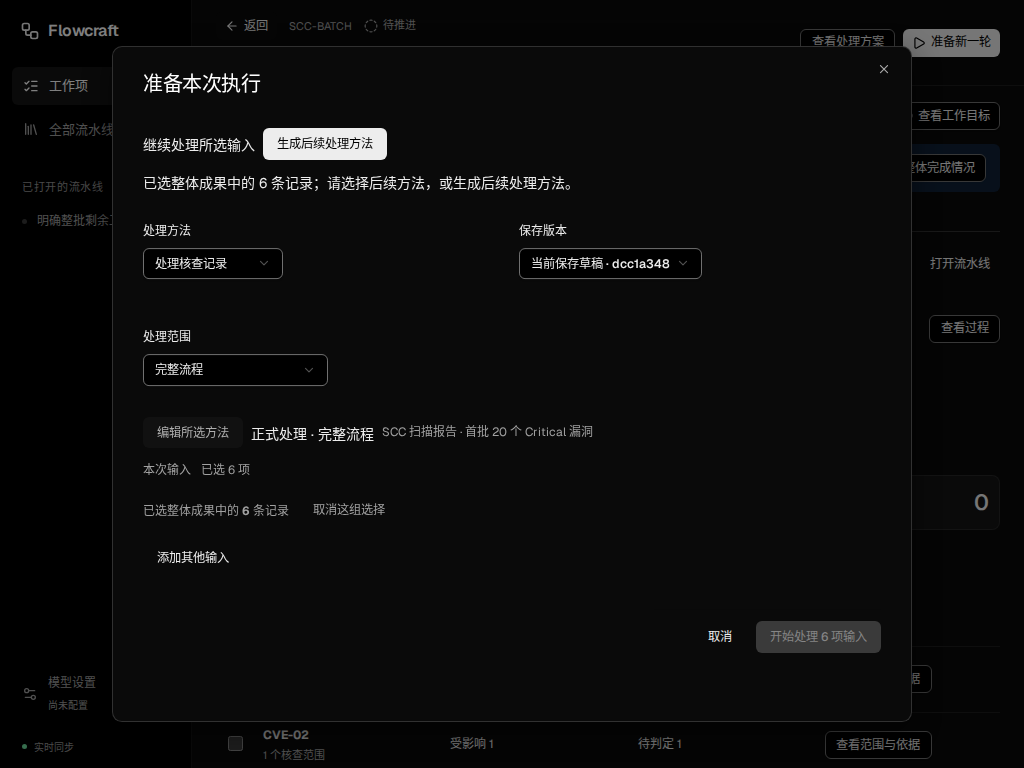 Flowcraft
返回 SCC-BATCH 待推进
查看处理方案 准备新一轮
工作项
全部流水线
已打开的流水线
明确整批剩余
查看工作目标
整体完成情况
打开流水线
查看过程
0
准备本次执行
继续处理所选输入 生成后续处理方法
已选整体成果中的 6 条记录；请选择后续方法，或生成后续处理方法。
处理方法 保存版本
处理核查记录 当前保存草稿 · dcc1a348
处理范围
完整流程
编辑所选方法 正式处理 · 完整流程 SCC 扫描报告 · 首批 20 个 Critical 漏洞
本次输入 已选 6 项
已选整体成果中的 6 条记录 取消这组选择
添加其他输入
取消 开始处理 6 项输入
模型设置
尚未配置
实时同步
据
CVE-02 受影响 1 待判定 1 查看范围与依据
1 个核查范围